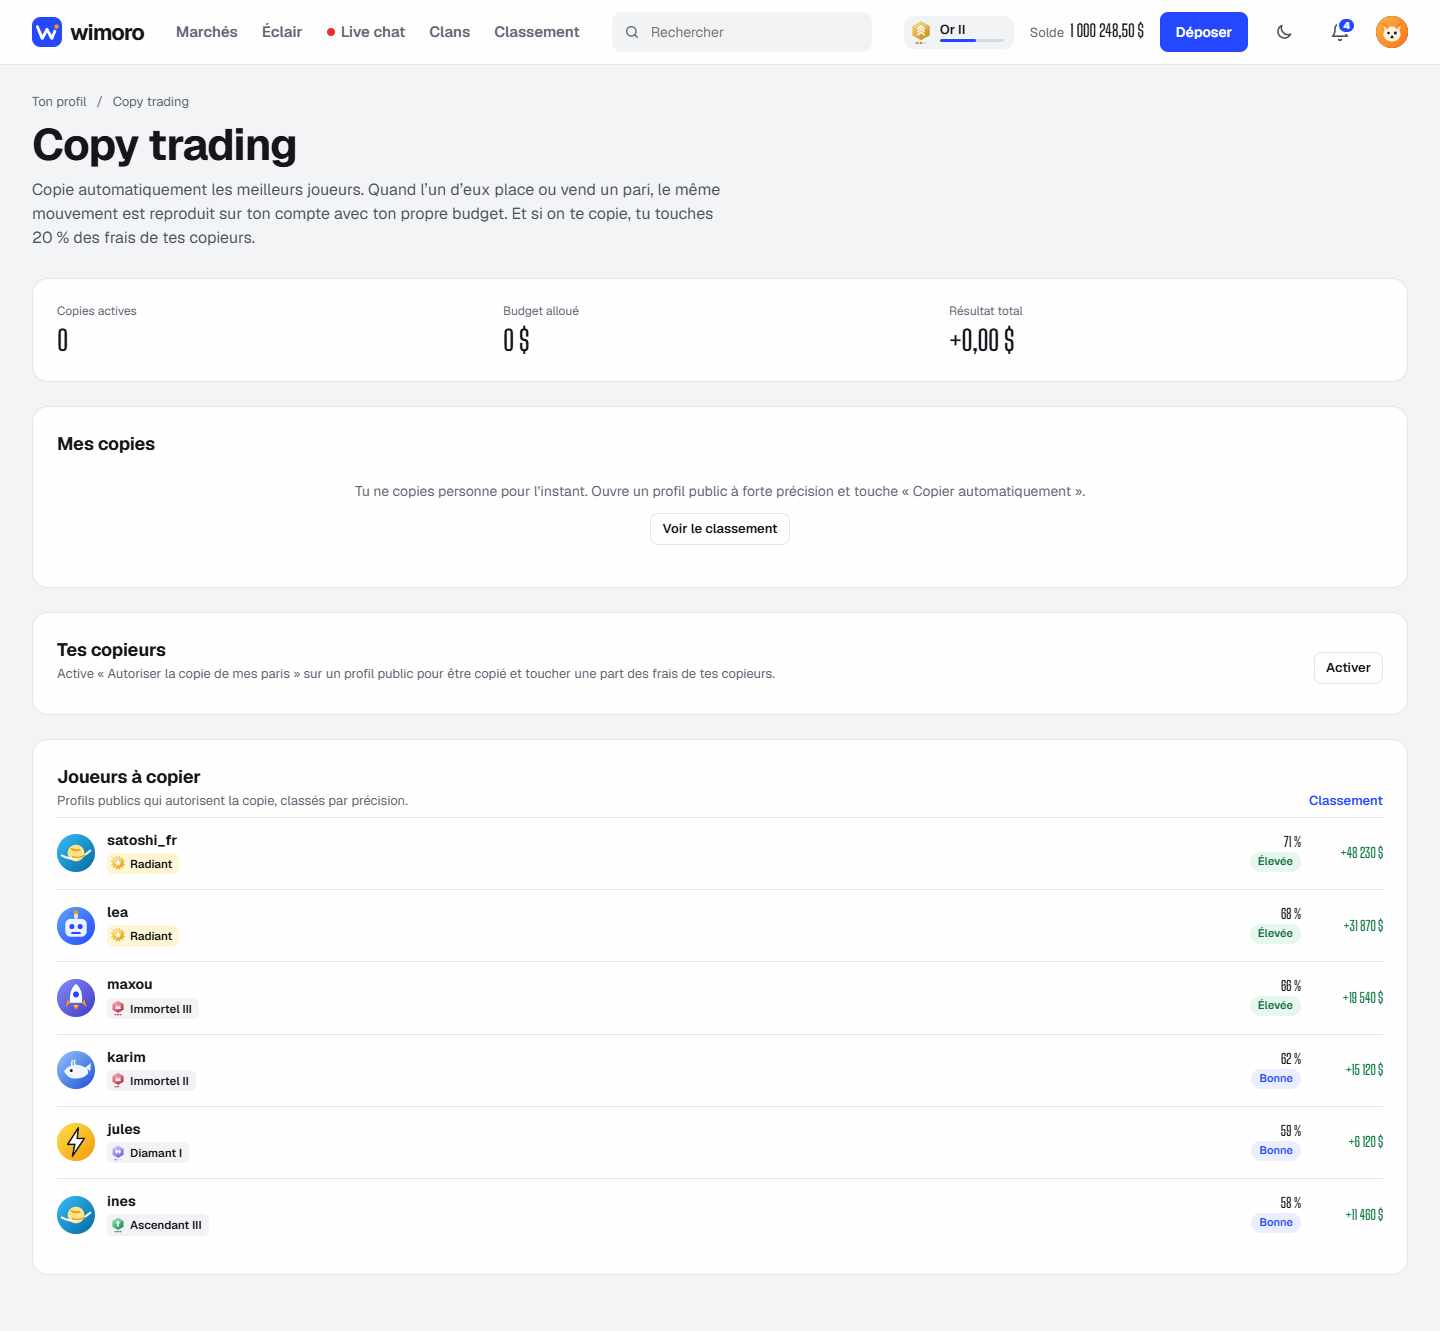 wimoro Marchés Éclair Live chat Clans Classement Rechercher Or II Solde 1 000 248,50 $ Déposer 4
Ton profil / Copy trading
Copy trading
Copie automatiquement les meilleurs joueurs. Quand l’un d’eux place ou vend un pari, le même
mouvement est reproduit sur ton compte avec ton propre budget. Et si on te copie, tu touches
20 % des frais de tes copieurs.
Copies actives Budget alloué Résultat total
0 0 $ +0,00 $
Mes copies
Tu ne copies personne pour l’instant. Ouvre un profil public à forte précision et touche « Copier automatiquement ».
Voir le classement
Tes copieurs
Active « Autoriser la copie de mes paris » sur un profil public pour être copié et toucher une part des frais de tes copieurs.
Activer
Joueurs à copier
Profils publics qui autorisent la copie, classés par précision. Classement
satoshi_fr 71 %
Radiant Élevée +48 230 $
lea 68 %
Radiant Élevée +31 870 $
maxou 66 %
Immortel III Élevée +19 540 $
karim 62 %
Immortel II Bonne +15 120 $
jules 59 %
Diamant I Bonne +6 120 $
ines 58 %
Ascendant III Bonne +11 460 $